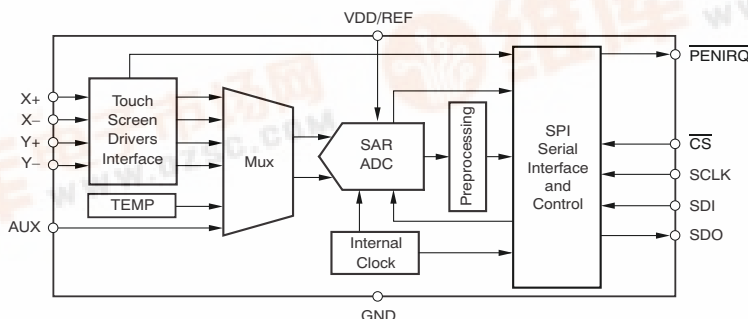 VDD/REF
PENIRQ
X+
X–
Y+
Y–
AUX
Touch
Screen
Drivers
Interface
TEMP
Mux
SAR
ADC
Preprocessing
Internal
Clock
SPI
Serial
Interface
and
Control
CS
SCLK
SDI
SDO
GND